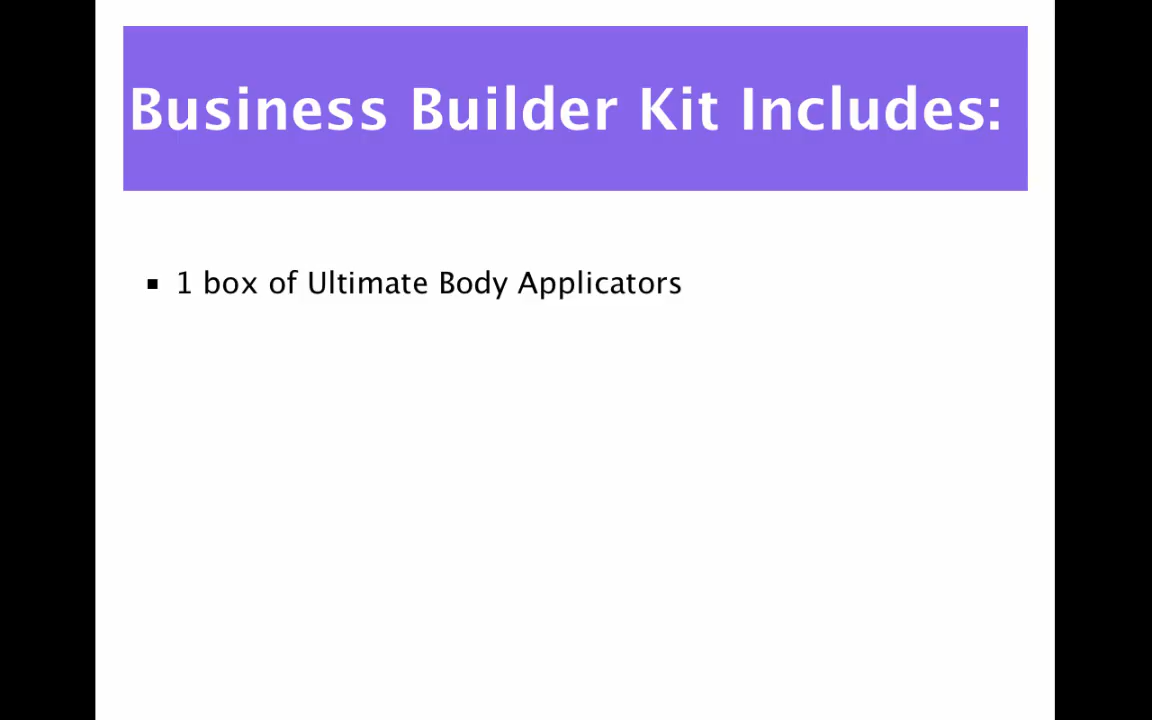 Business Builder Kit Includes:
▪ 1 box of Ultimate Body Applicators